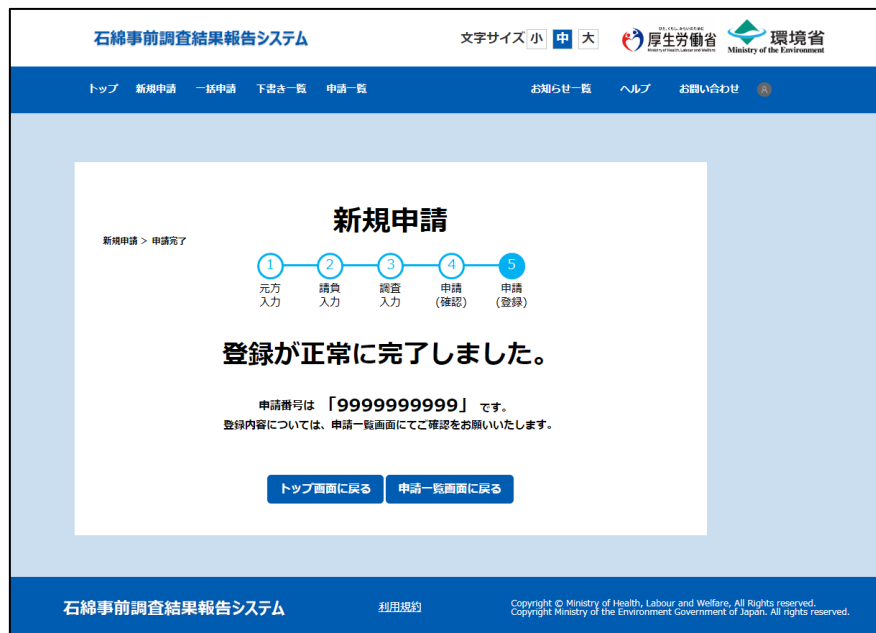 石綿事前調査結果報告システム
文字サイズ 小 中 大
厚生労働省
環境省
Ministry of the Environment
トップ 新規申請 一括申請 下書き一覧 申請一覧 お知らせ一覧 ヘルプ お問い合わせ
新規申請
新規申請 > 申請完了
1 2 3 4 5
元方 請負 調査 申請 申請
入力 入力 入力 (確認) (登録)
登録が正常に完了しました。
申請番号は 「9999999999」 です。
登録内容については、申請一覧画面にてご確認をお願いいたします。
トップ画面に戻る 申請一覧画面に戻る
石綿事前調査結果報告システム 利用規約
Copyright © Ministry of Health, Labour and Welfare, All Rights reserved.
Copyright Ministry of the Environment Government of Japan. All rights reserved.